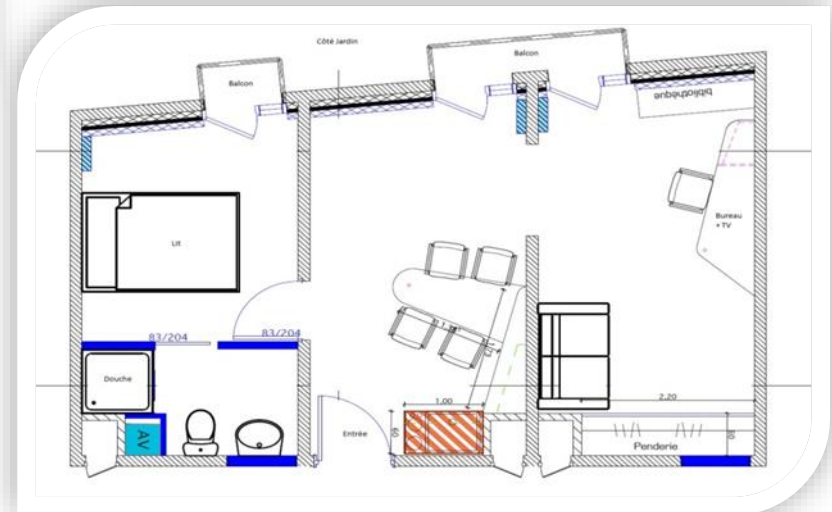 Côté Jardin
Balcon
Balcon
bibliothèque
Bureau
+ TV
Lit
83/204
83/204
Douche
1,00
2,20
60
Entrée
AV
Penderie